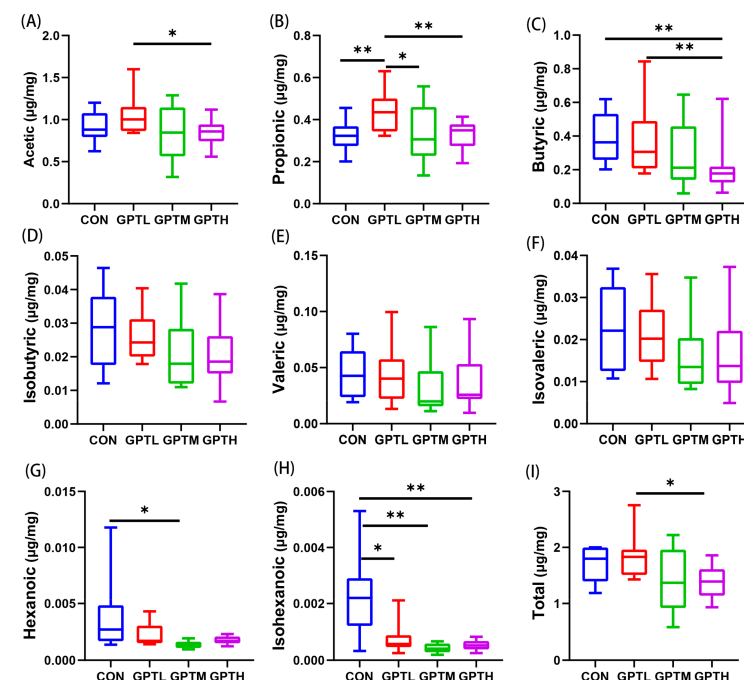 (A)
Acetic (μg/mg)
2.0
1.5
1.0
0.5
0.0
*
CON GPTL GPTM GPTH
(B)
Propionic (μg/mg)
0.8
0.6
0.4
0.2
0.0
**
**
*
CON GPTL GPTM GPTH
(C)
Butyric (μg/mg)
1.0
0.8
0.6
0.4
0.2
0.0
**
**
CON GPTL GPTM GPTH
(D)
Isobutyric (μg/mg)
0.05
0.04
0.03
0.02
0.01
0.00
CON GPTL GPTM GPTH
(E)
Valeric (μg/mg)
0.15
0.10
0.05
0.00
CON GPTL GPTM GPTH
(F)
Isovaleric (μg/mg)
0.04
0.03
0.02
0.01
0.00
CON GPTL GPTM GPTH
(G)
Hexanoic (μg/mg)
0.015
0.010
0.005
0.000
*
CON GPTL GPTM GPTH
(H)
Isohexanoic (μg/mg)
0.006
0.004
0.002
0.000
**
**
*
CON GPTL GPTM GPTH
(I)
Total (μg/mg)
3
2
1
0
*
CON GPTL GPTM GPTH